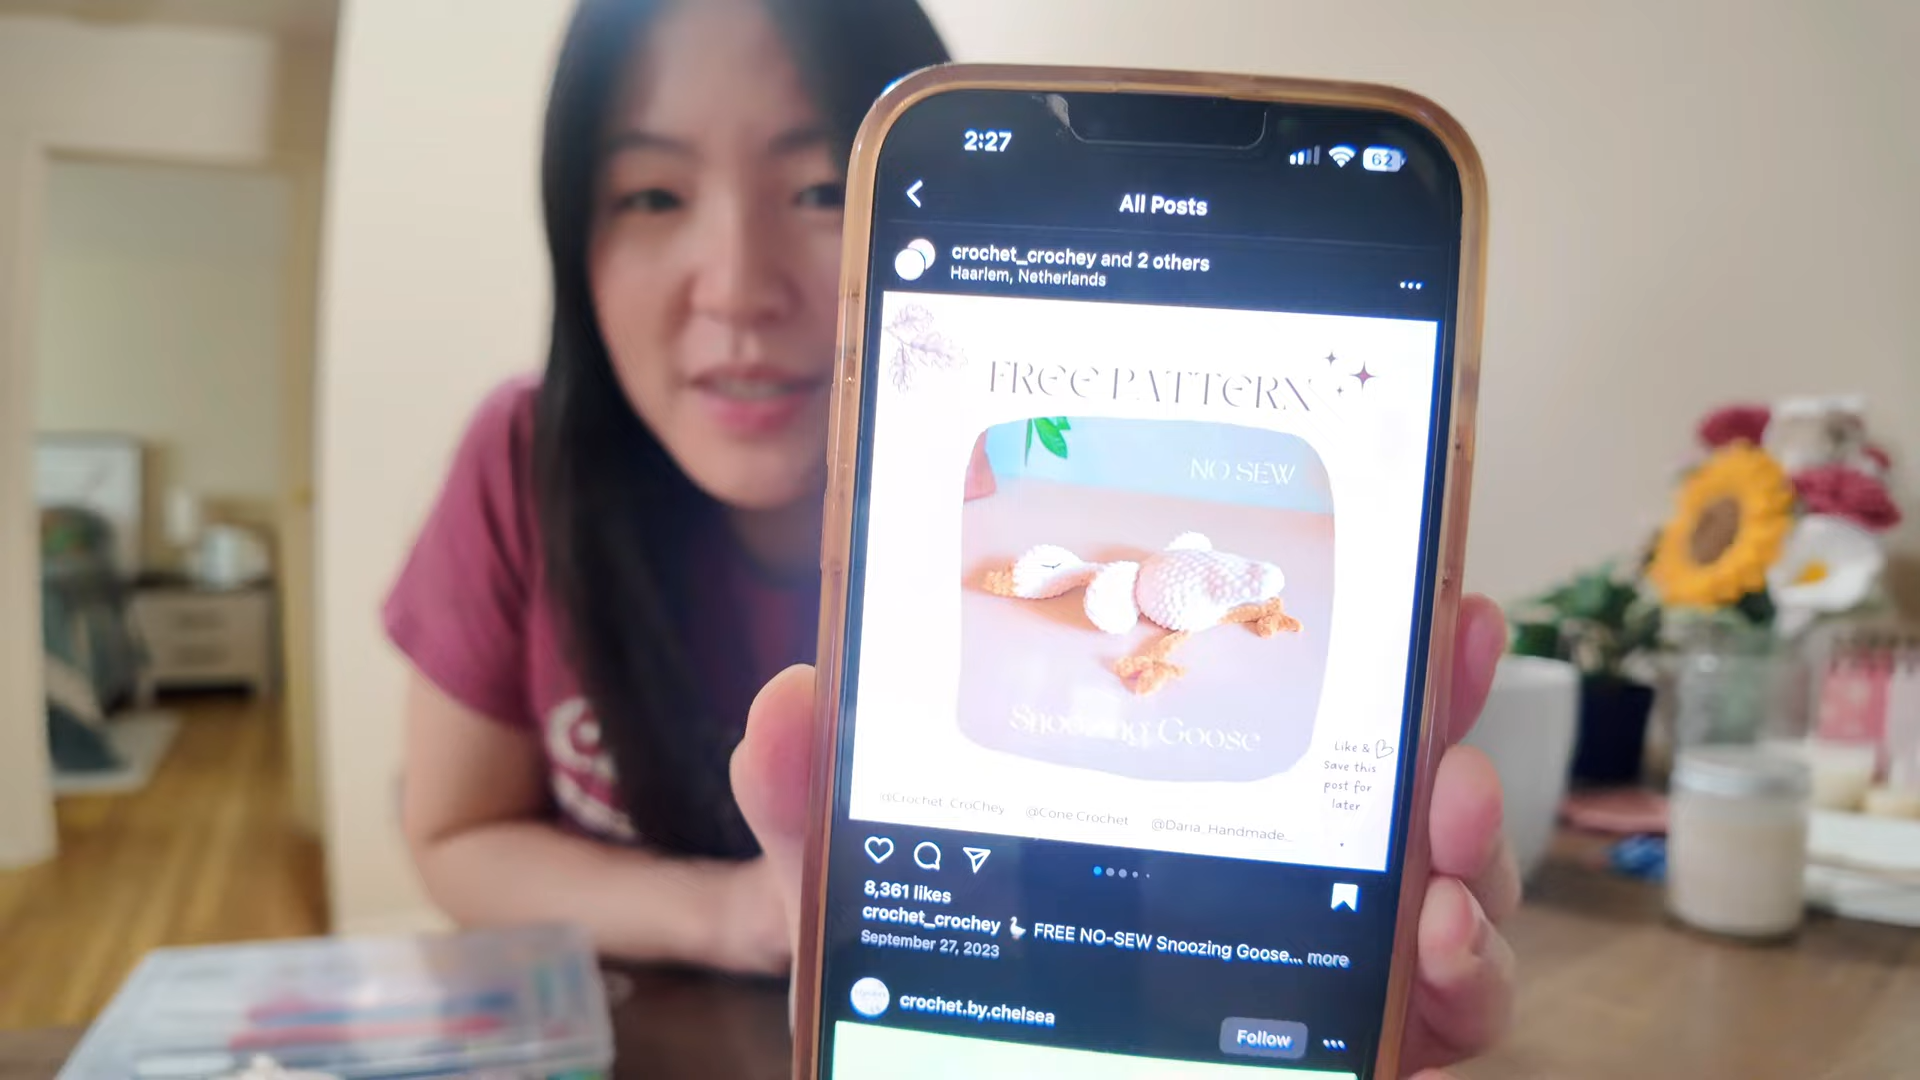 2:27
62
All Posts
crochet_crochey and 2 others
Haarlem, Netherlands
FREE PATTERN
NO SEW
Snoozing Goose
Like &
Save this
post for
later
@Crochet_CroChey @Cone Crochet @Daria_Handmade_
8,361 likes
crochet_crochey FREE NO-SEW Snoozing Goose... more
September 27, 2023
crochet.by.chelsea
Follow